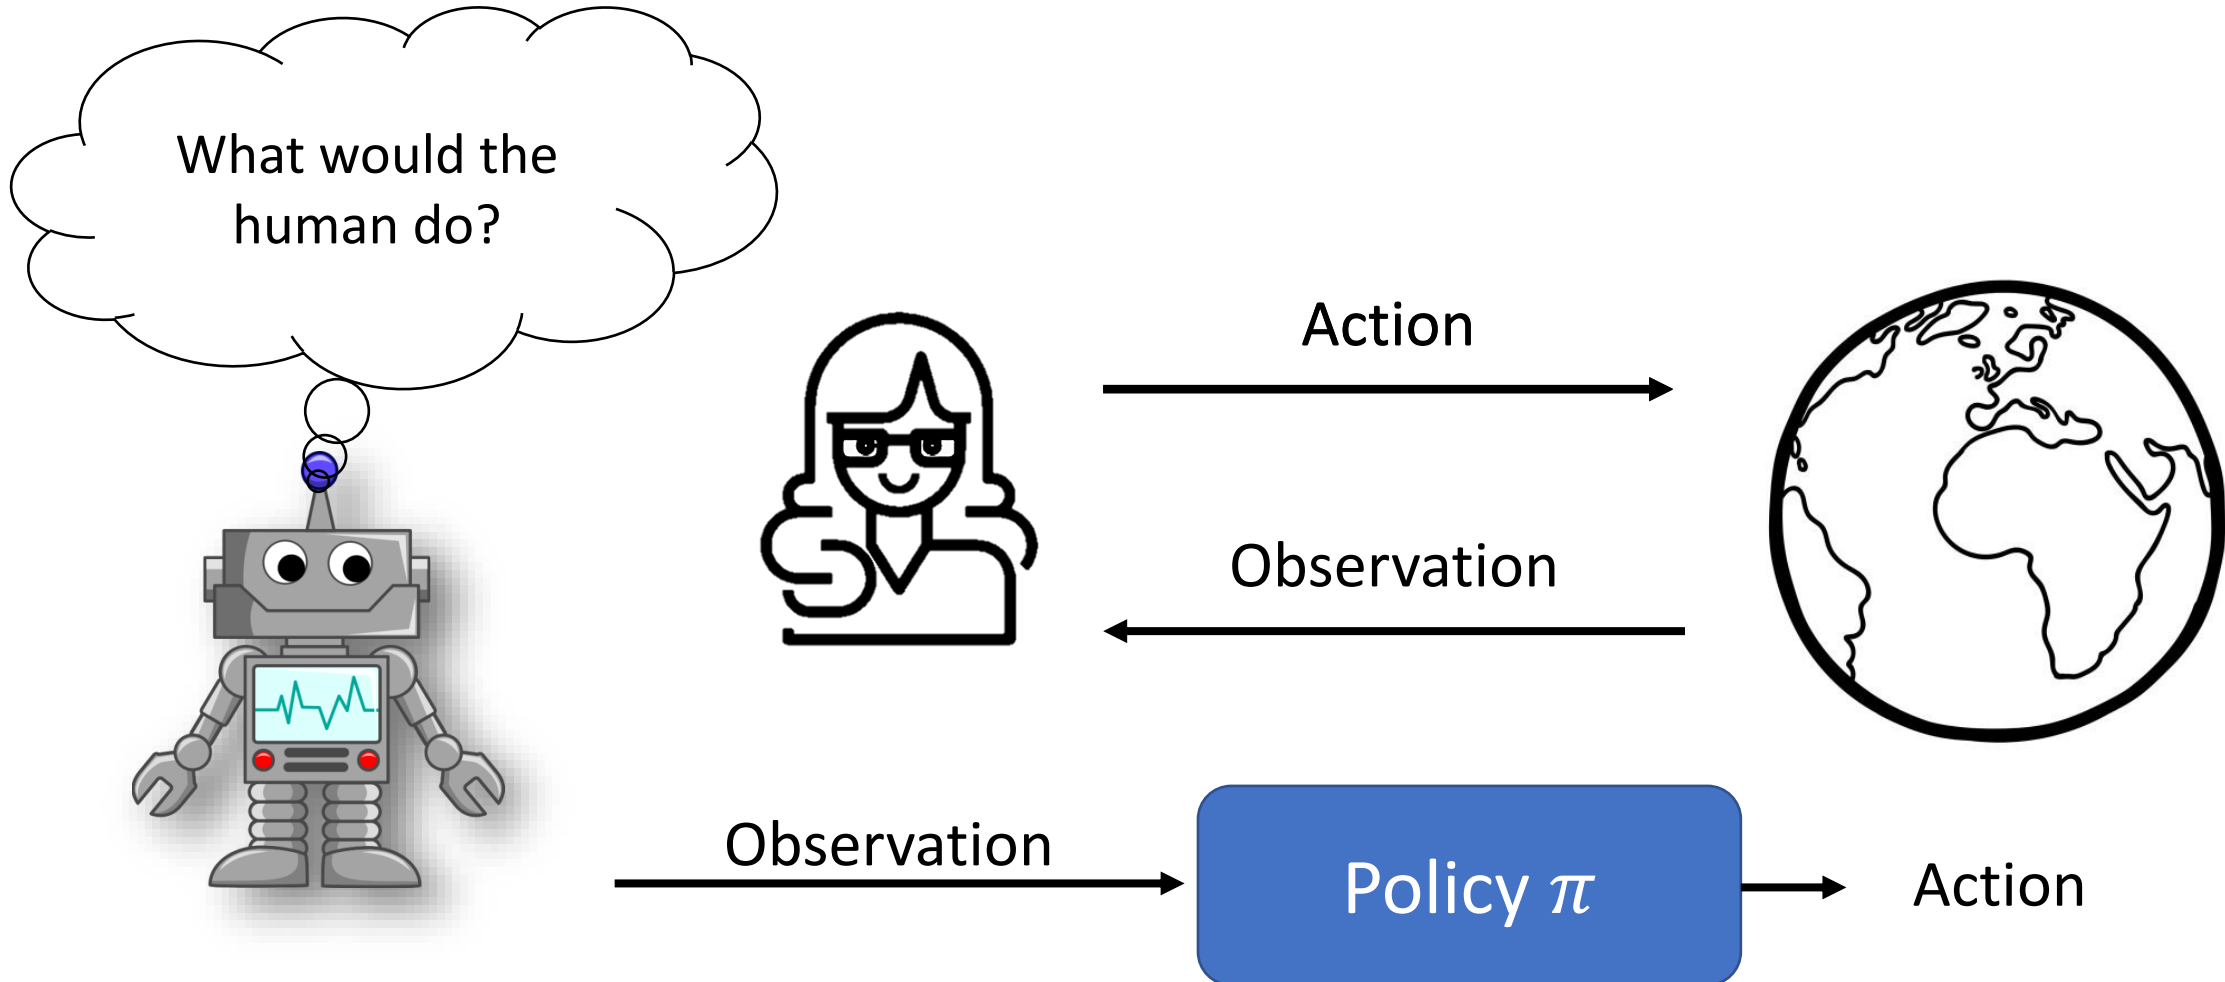 What would the
human do?
Action
Observation
Observation
Policy π
Action